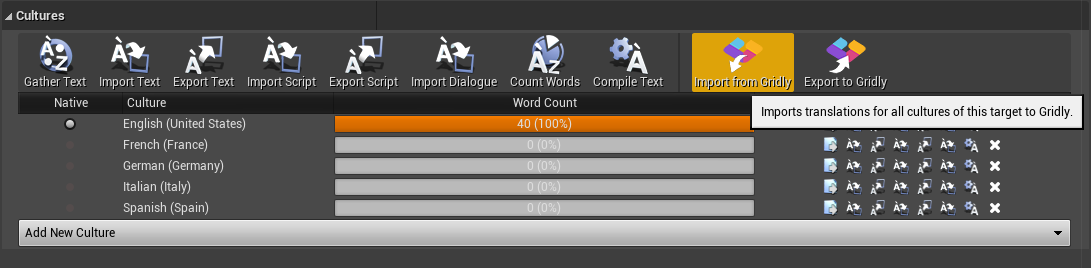 Cultures
Gather Text Import Text Export Text Import Script Export Script Import Dialogue Count Words Compile Text Import from Gridly Export to Gridly
Native Culture Word Count
Imports translations for all cultures of this target to Gridly.
English (United States) 40 (100%)
French (France) 0 (0%)
German (Germany) 0 (0%)
Italian (Italy) 0 (0%)
Spanish (Spain) 0 (0%)
Add New Culture